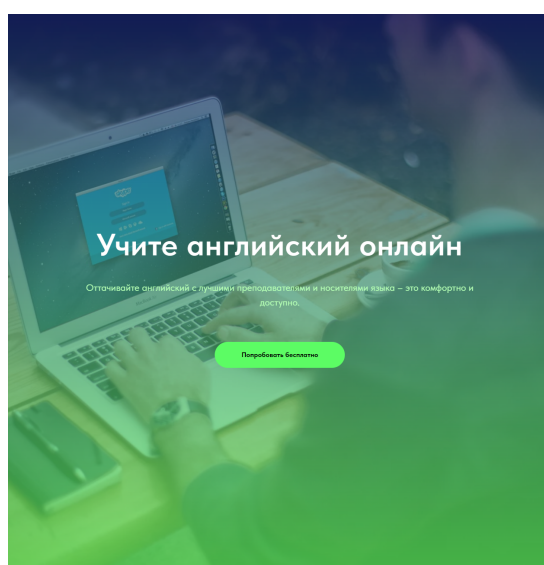 Учите английский онлайн
Оттачивайте английский с лучшими преподавателями и носителями языка – это комфортно и
доступно.
Попробовать бесплатно